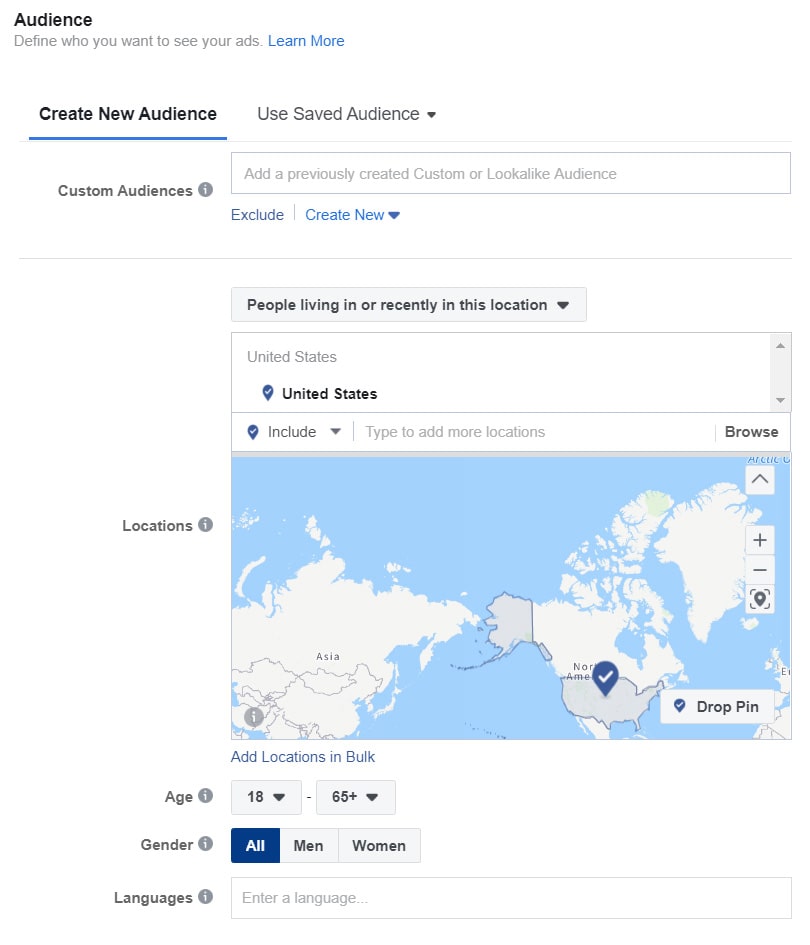 Audience
Define who you want to see your ads. Learn More
Create New Audience
Use Saved Audience
Custom Audiences
Add a previously created Custom or Lookalike Audience
Exclude
Create New
People living in or recently in this location
United States
United States
Include
Type to add more locations
Browse
Locations
Asia
Drop Pin
Add Locations in Bulk
Age
18 - 65+
Gender
All
Men
Women
Languages
Enter a language...